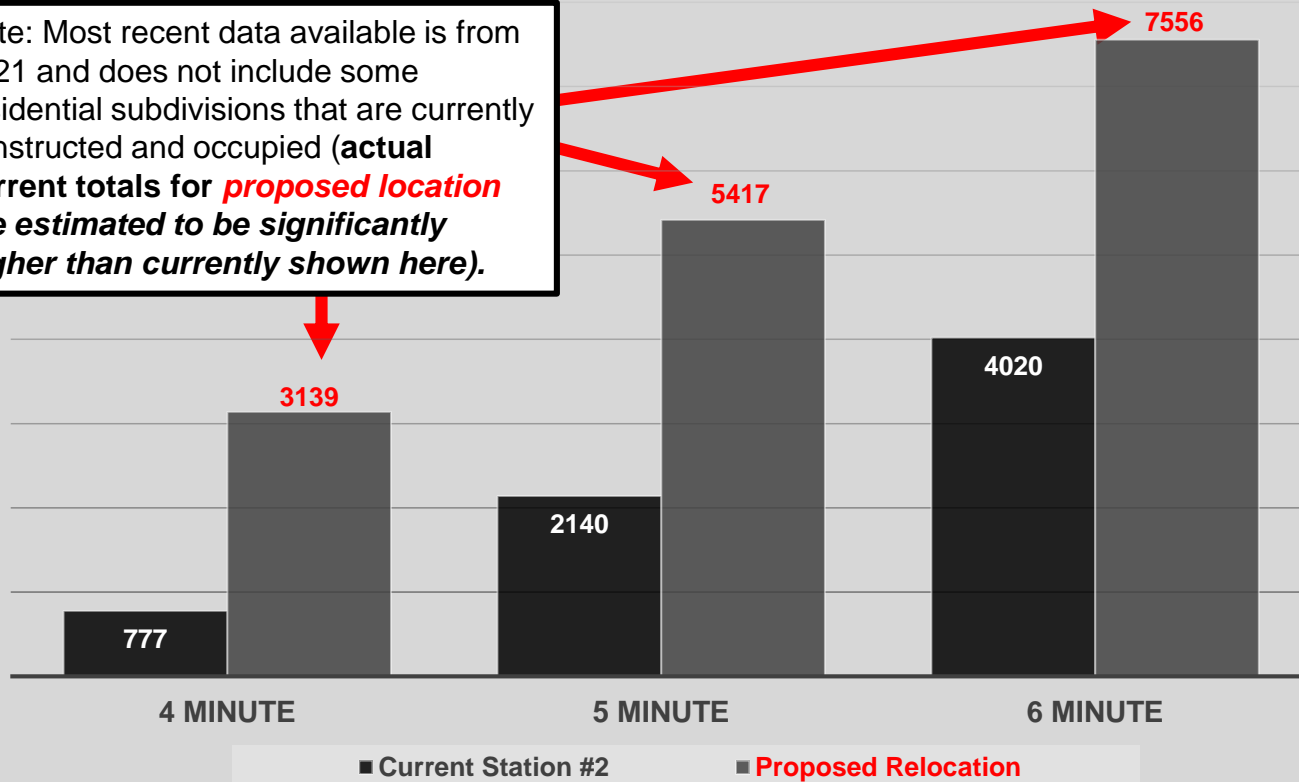 te: Most recent data available is from
21 and does not include some
sidential subdivisions that are currently
nstructed and occupied (actual
rrent totals for proposed location
e estimated to be significantly
gher than currently shown here).
7556
5417
3139
4020
2140
777
4 MINUTE 5 MINUTE 6 MINUTE
Current Station #2 Proposed Relocation